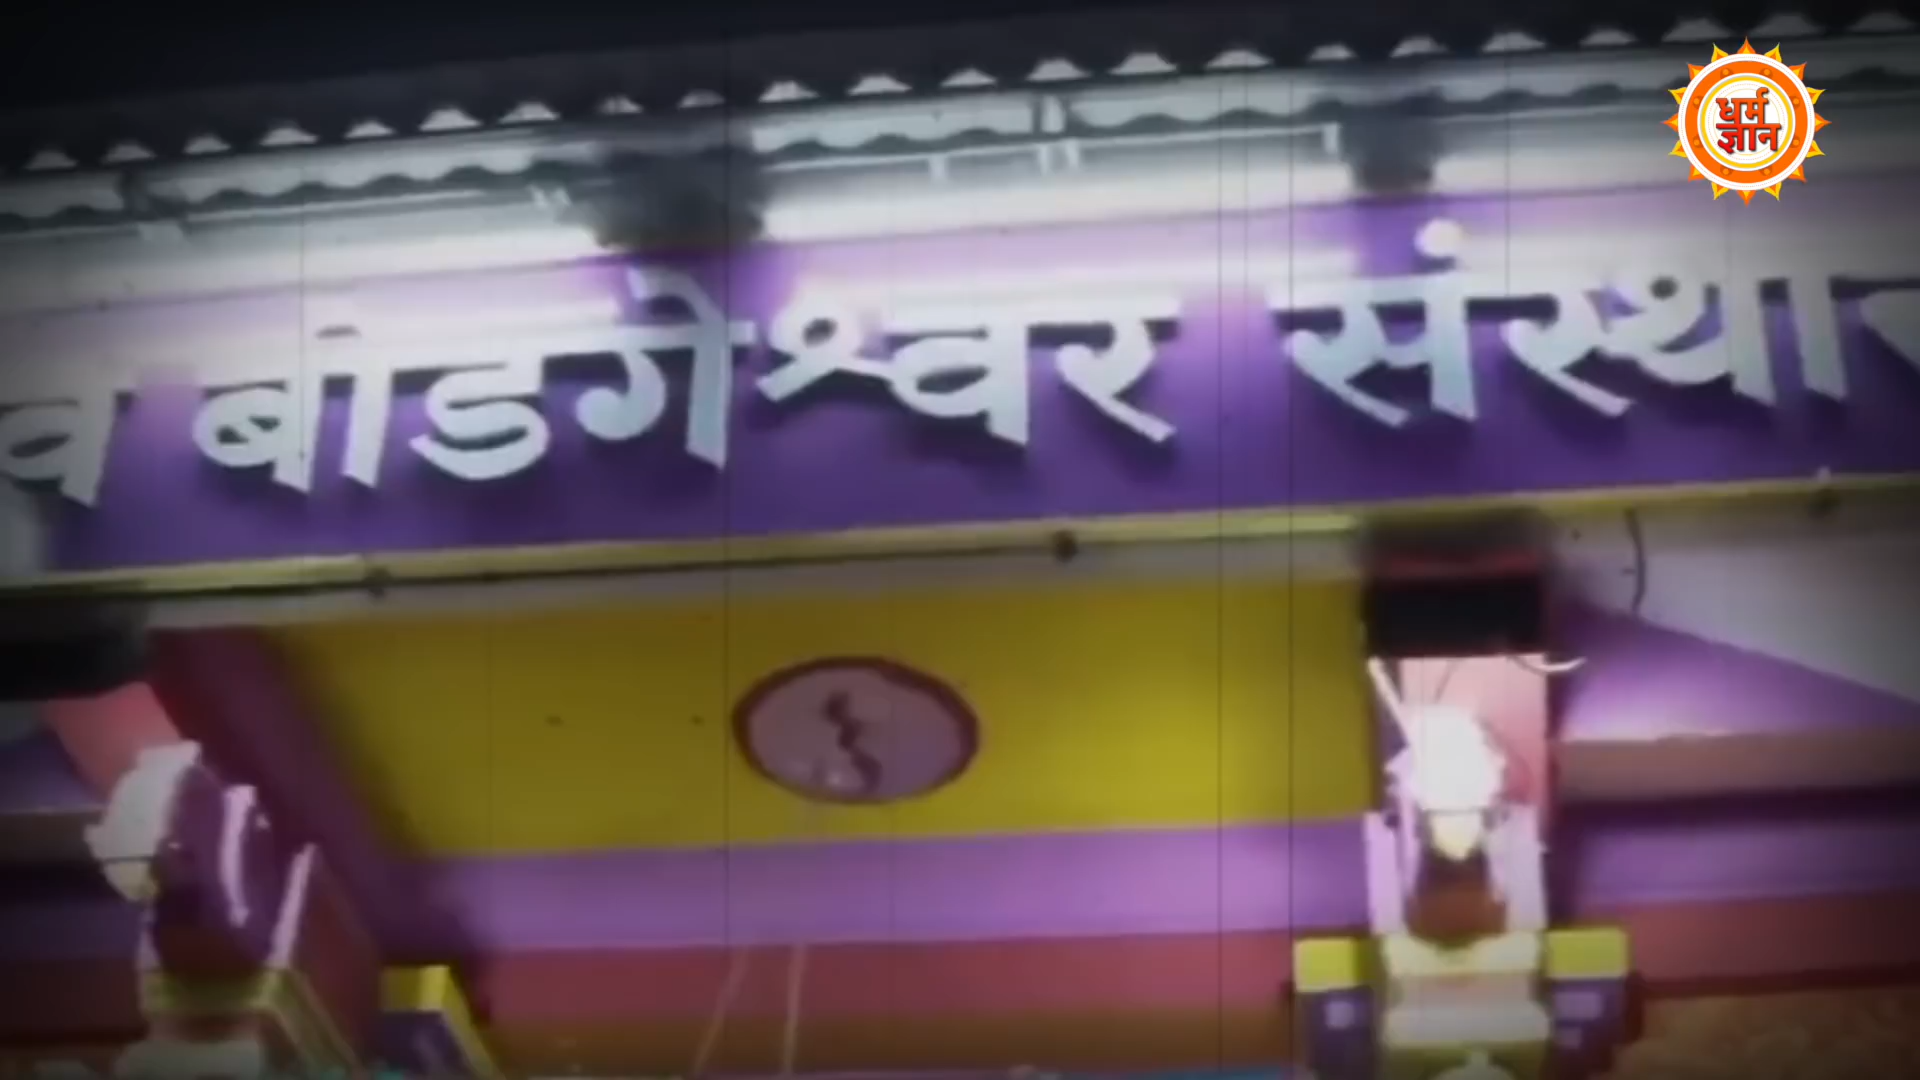 व बोडगेश्वर संस्थान
धर्म
ज्ञान